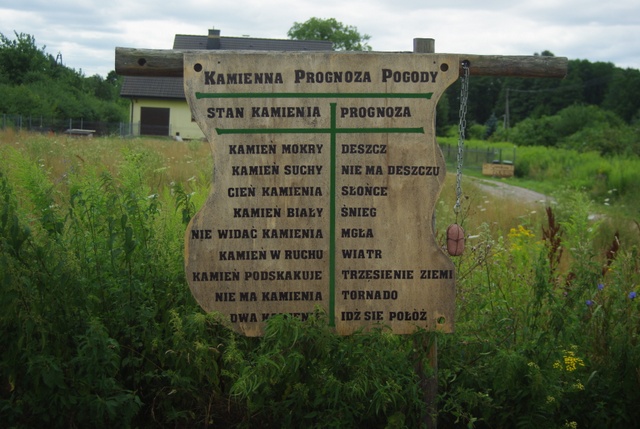 Kamienna Prognoza Pogody
Stan kamienia Prognoza
Kamień mokry Deszcz
Kamień suchy Nie ma deszczu
Cień kamienia Słońce
Kamień biały Śnieg
Nie widać kamienia Mgła
Kamień w ruchu Wiatr
Kamień podskakuje Trzesienie ziemi
Nie ma kamienia Tornado
Dwa kamienie Idź się połóż